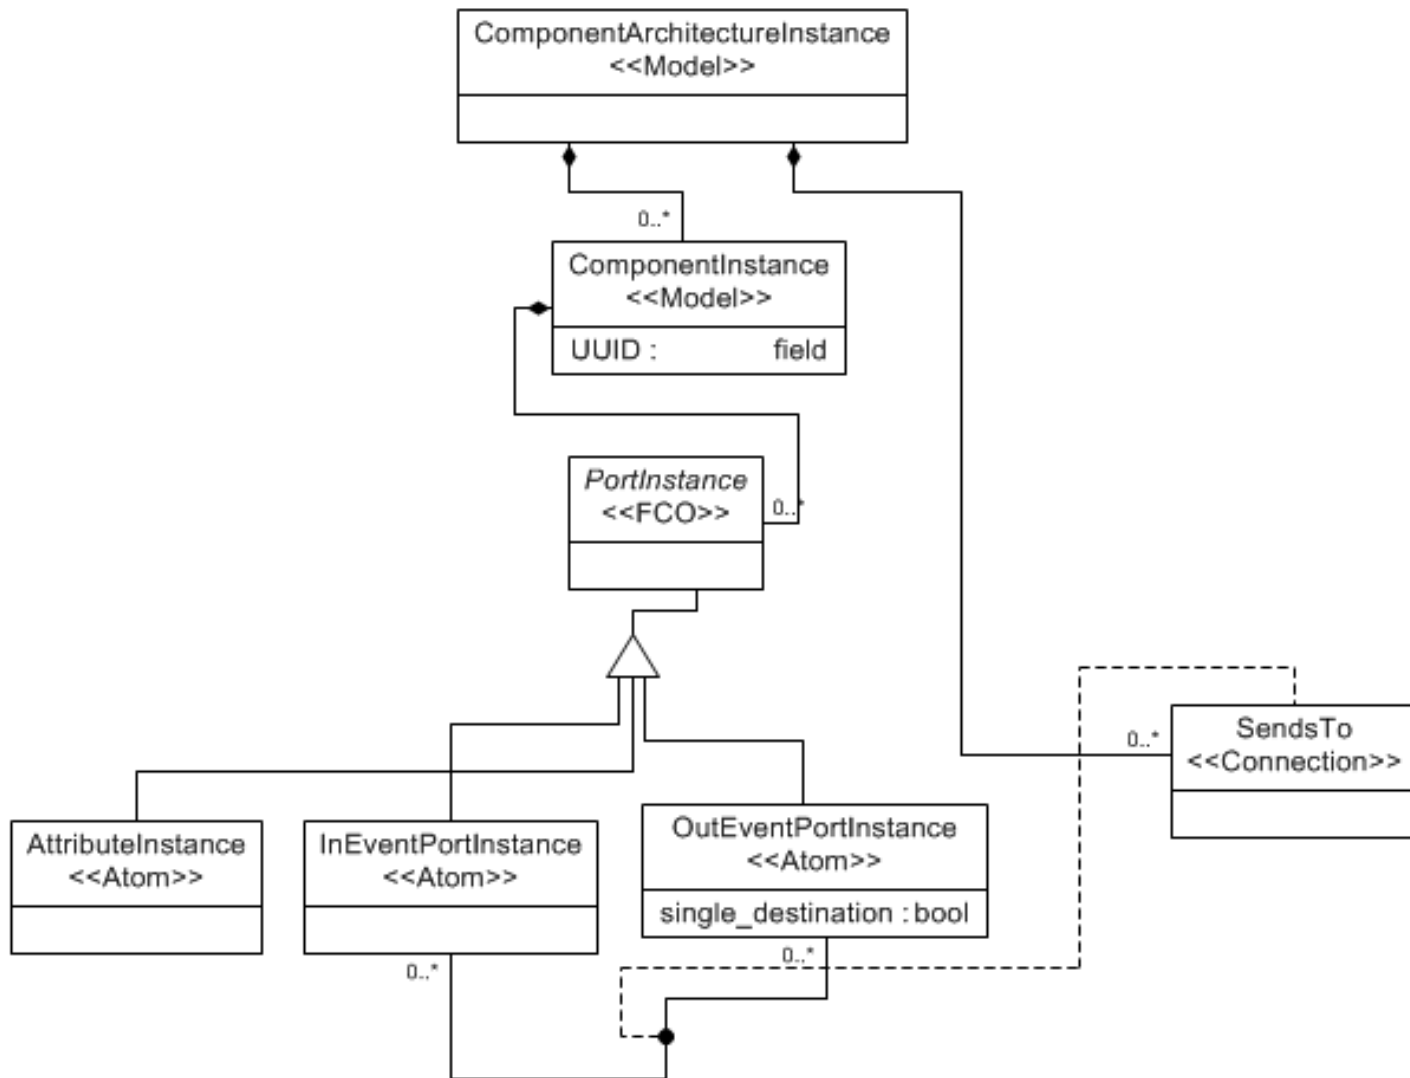 ComponentArchitectureInstance
<<Model>>
0..*
ComponentInstance
<<Model>>
UUID : field
PortInstance
<<FCO>>
0..*
SendsTo
<<Connection>>
0..*
AttributeInstance
<<Atom>>
InEventPortInstance
<<Atom>>
OutEventPortInstance
<<Atom>>
single_destination : bool
0..*
0..*